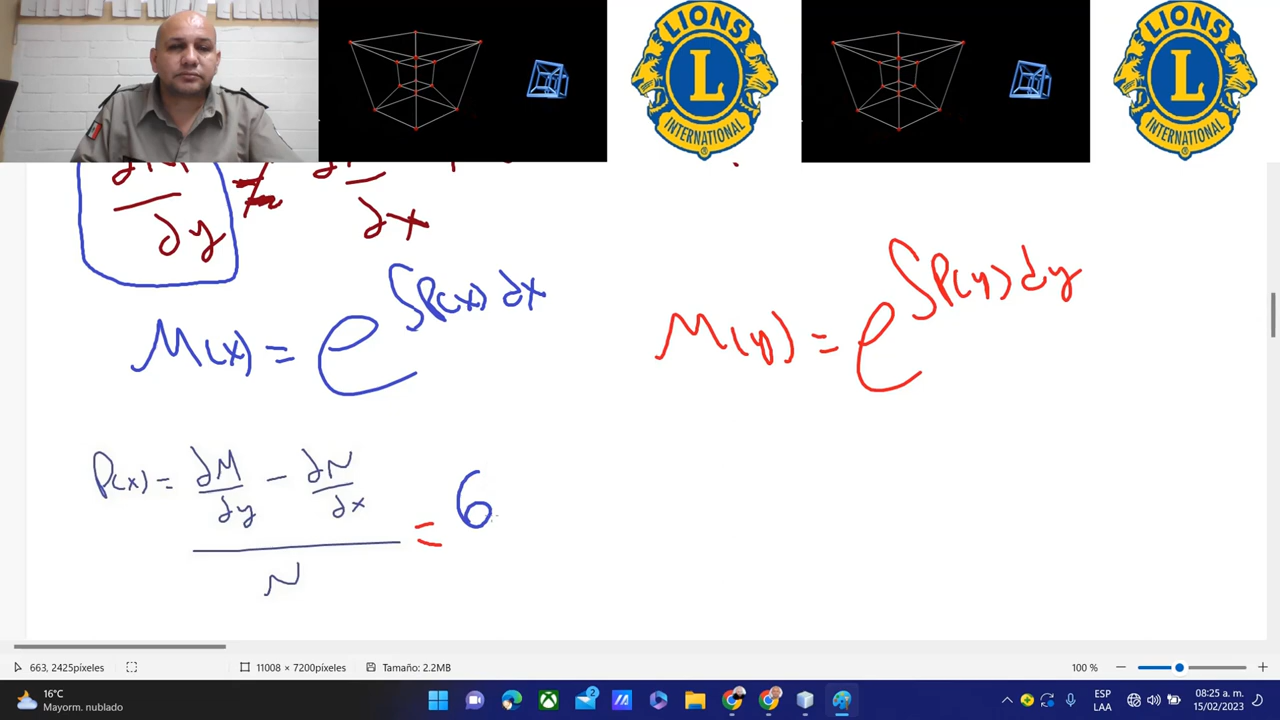 LIONS
L
INTERNATIONAL
LIONS
L
INTERNATIONAL
∂y ≠ ∂x
M(x) = e^∫P(x)dx
M(y) = e^∫P(y)dy
P(x) = ∂M/∂y - ∂N/∂x
= 6
N
663, 2425píxeles
11008 × 7200píxeles
Tamaño: 2.2MB
100 %
16°C
Mayorm. nublado
2
ESP
LAA
08:25 a. m.
15/02/2023